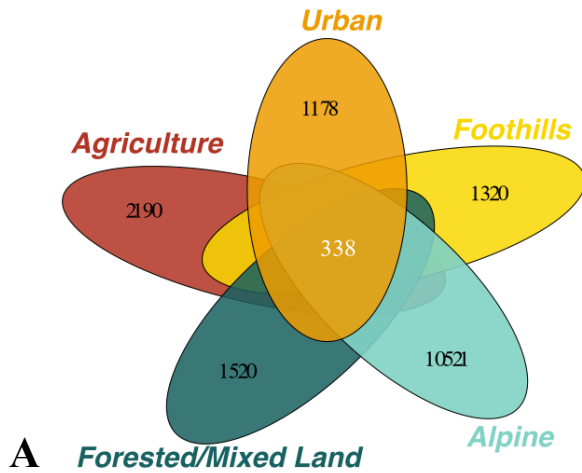 Urban
1178
Agriculture
Foothills
2190
1320
338
1520
10521
A
Forested/Mixed Land
Alpine